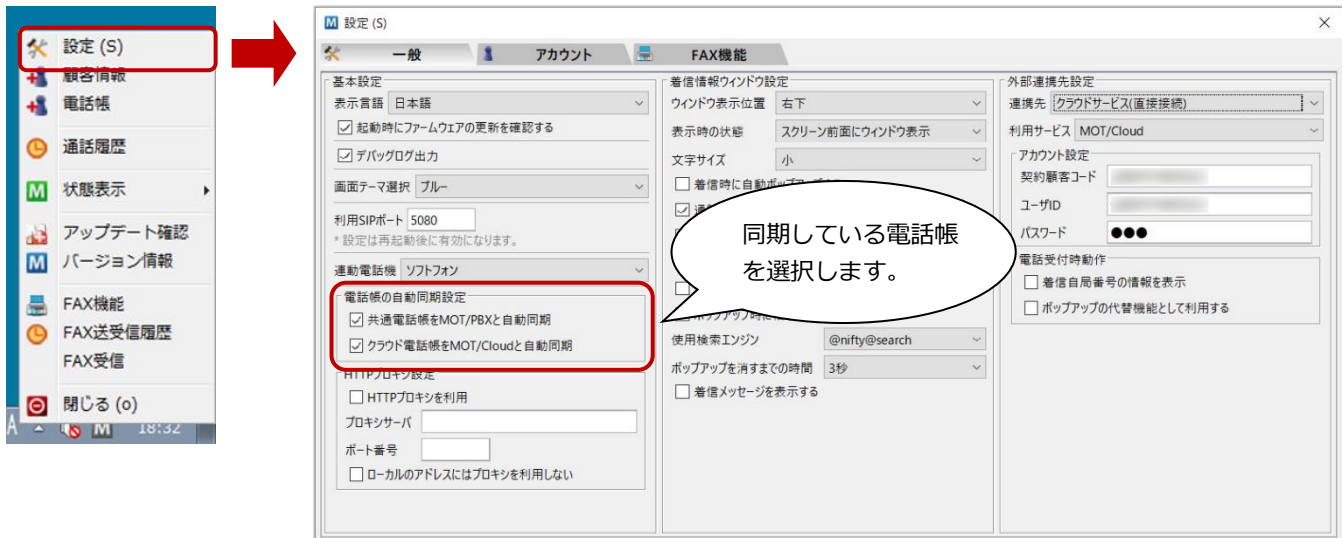 設定 (S)
顧客情報
電話帳
通話履歴
状態表示
アップデート確認
バージョン情報
FAX機能
FAX送受信履歴
FAX受信
閉じる (o)
A
18:32
設定 (S)
一般
アカウント
FAX機能
基本設定
表示言語 日本語
起動時にファームウェアの更新を確認する
デバッグログ出力
画面テーマ選択 ブルー
利用SIPポート 5080
* 設定は再起動後に有効になります。
連動電話機 ソフトフォン
電話帳の自動同期設定
共通電話帳をMOT/PBXと自動同期
クラウド電話帳をMOT/Cloudと自動同期
HTTPプロキシ設定
HTTPプロキシを利用
プロキシサーバ
ポート番号
ローカルのアドレスにはプロキシを利用しない
着信情報ウィンドウ設定
ウィンドウ表示位置 右下
表示時の状態 スクリーン前面にウィンドウ表示
文字サイズ 小
着信時に自動ポップアップ
同期している電話帳
を選択します。
使用検索エンジン @nifty@search
ポップアップを消すまでの時間 3秒
着信メッセージを表示する
外部連携先設定
連携先 クラウドサービス(直接接続)
利用サービス MOT/Cloud
アカウント設定
契約顧客コード
ユーザID
パスワード ●●●
電話受付時動作
着信自局番号の情報を表示
ポップアップの代替機能として利用する